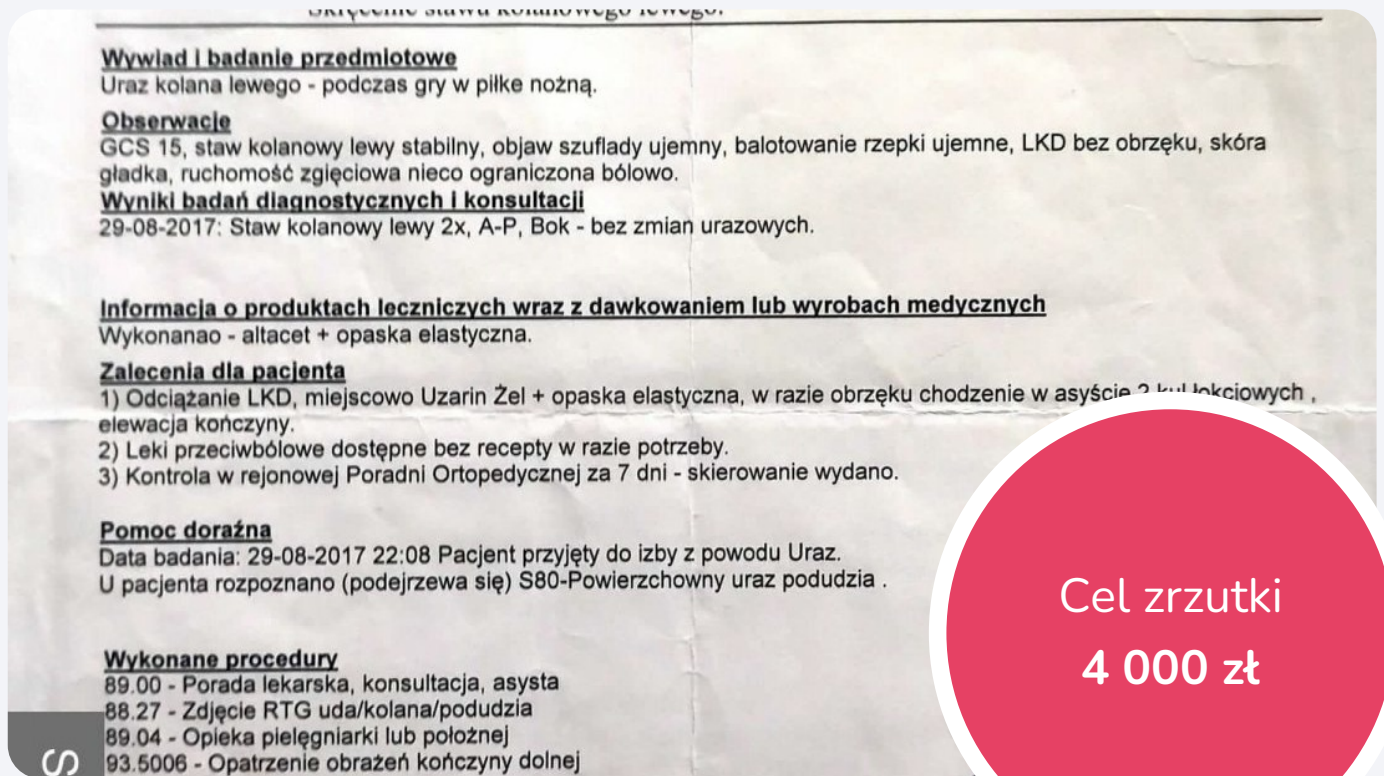 Skręcenie stawu kolanowego lewego.
Wywiad i badanie przedmiotowe
Uraz kolana lewego - podczas gry w piłke nożną.
Obserwacje
GCS 15, staw kolanowy lewy stabilny, objaw szuflady ujemny, balotowanie rzepki ujemne, LKD bez obrzęku, skóra
gładka, ruchomość zgięciowa nieco ograniczona bólowo.
Wyniki badań diagnostycznych i konsultacji
29-08-2017: Staw kolanowy lewy 2x, A-P, Bok - bez zmian urazowych.
Informacja o produktach leczniczych wraz z dawkowaniem lub wyrobach medycznych
Wykonanao - altacet + opaska elastyczna.
Zalecenia dla pacjenta
1) Odciążanie LKD, miejscowo Uzarin Żel + opaska elastyczna, w razie obrzęku chodzenie w asyście 2 kul łokciowych ,
elewacja kończyny.
2) Leki przeciwbólowe dostępne bez recepty w razie potrzeby.
3) Kontrola w rejonowej Poradni Ortopedycznej za 7 dni - skierowanie wydano.
Pomoc doraźna
Data badania: 29-08-2017 22:08 Pacjent przyjęty do izby z powodu Uraz.
U pacjenta rozpoznano (podejrzewa się) S80-Powierzchowny uraz podudzia .
Cel zrzutki
4 000 zł
Wykonane procedury
89.00 - Porada lekarska, konsultacja, asysta
88.27 - Zdjęcie RTG uda/kolana/podudzia
89.04 - Opieka pielęgniarki lub położnej
93.5006 - Opatrzenie obrażeń kończyny dolnej